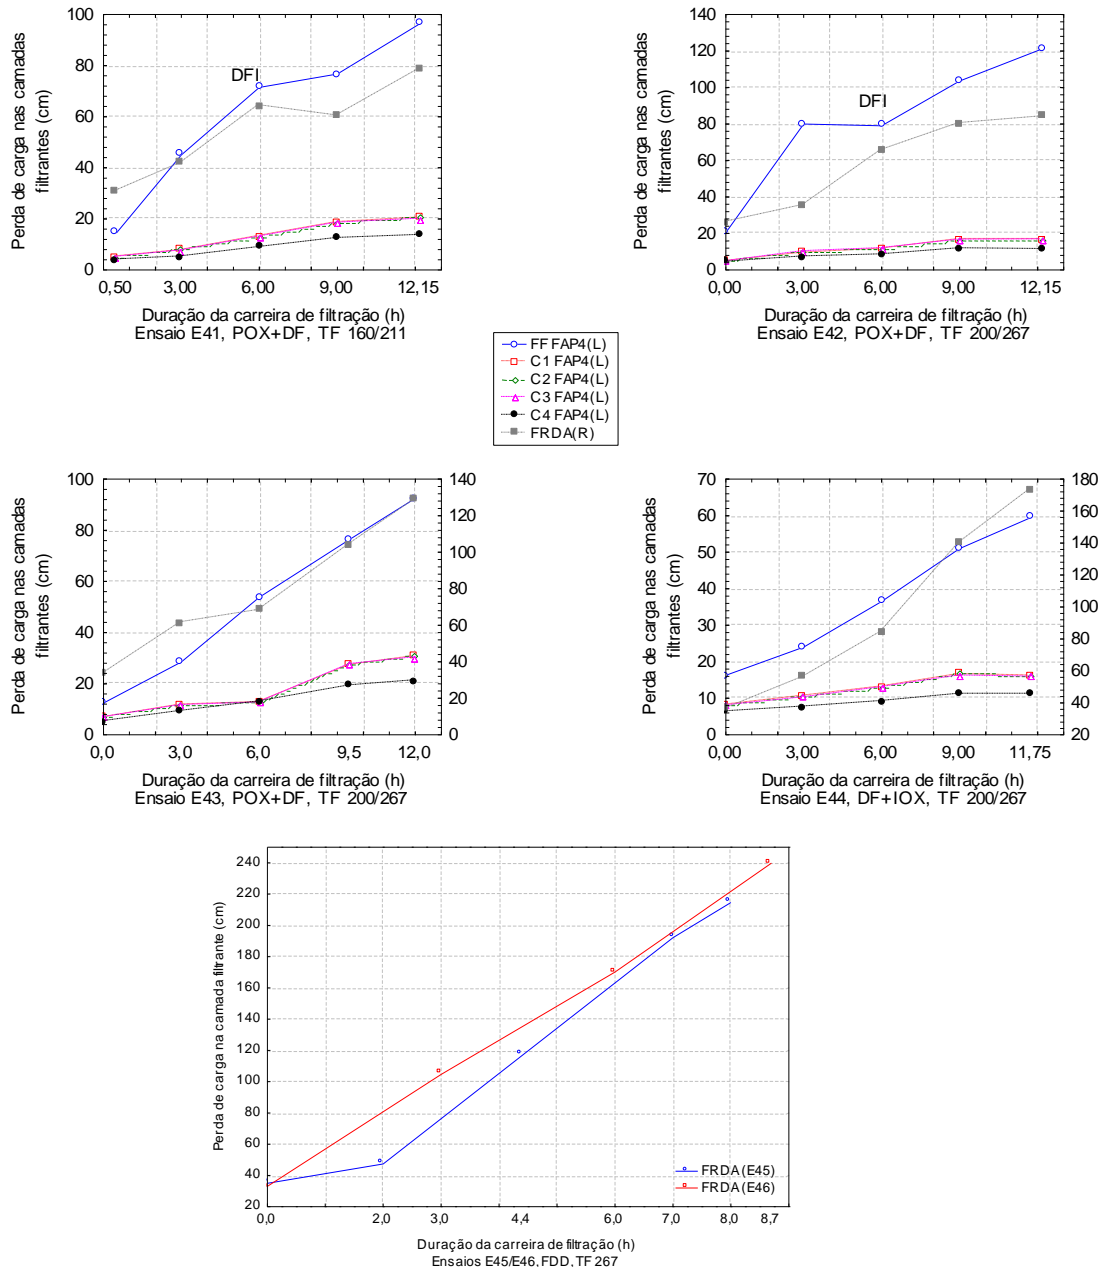 100
80
60
40
20
0
Perda de carga nas camadas
filtrantes (cm)
DFI
0,50 3,00 6,00 9,00 12,15
Duração da carreira de filtração (h)
Ensaio E41, POX+DF, TF 160/211
140
120
100
80
60
40
20
0
Perda de carga nas camadas
filtrantes (cm)
DFI
0,00 3,00 6,00 9,00 12,15
Duração da carreira de filtração (h)
Ensaio E42, POX+DF, TF 200/267
FF FAP4(L)
C1 FAP4(L)
C2 FAP4(L)
C3 FAP4(L)
C4 FAP4(L)
FRDA(R)
100
80
60
40
20
0
Perda de carga nas camadas
filtrantes (cm)
140
120
100
80
60
40
20
0
0,0 3,0 6,0 9,5 12,0
Duração da carreira de filtração (h)
Ensaio E43, POX+DF, TF 200/267
70
60
50
40
30
20
10
0
Perda de carga nas camadas
filtrantes (cm)
180
160
140
120
100
80
60
40
20
0,00 3,00 6,00 9,00 11,75
Duração da carreira de filtração (h)
Ensaio E44, DF+IOX, TF 200/267
240
220
200
180
160
140
120
100
80
60
40
20
Perda de carga na camada filtrante (cm)
FRDA(E45)
FRDA(E46)
0,0 2,0 3,0 4,4 6,0 7,0 8,0 8,7
Duração da carreira de filtração (h)
Ensaios E45/E46, FDD, TF 267